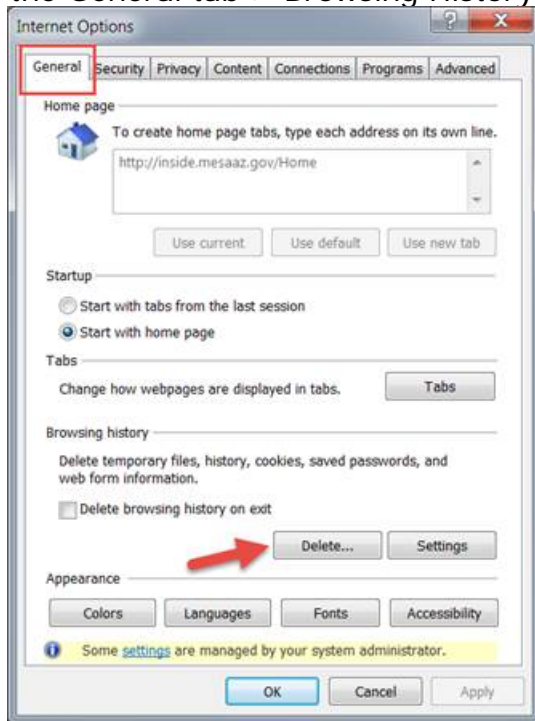 the General tab – Browsing History
Internet Options
General Security Privacy Content Connections Programs Advanced
Home page
To create home page tabs, type each address on its own line.
http://inside.mesaaz.gov/Home
Use current Use default Use new tab
Startup
Start with tabs from the last session
Start with home page
Tabs
Change how webpages are displayed in tabs. Tabs
Browsing history
Delete temporary files, history, cookies, saved passwords, and
web form information.
Delete browsing history on exit
Delete... Settings
Appearance
Colors Languages Fonts Accessibility
Some settings are managed by your system administrator.
OK Cancel Apply